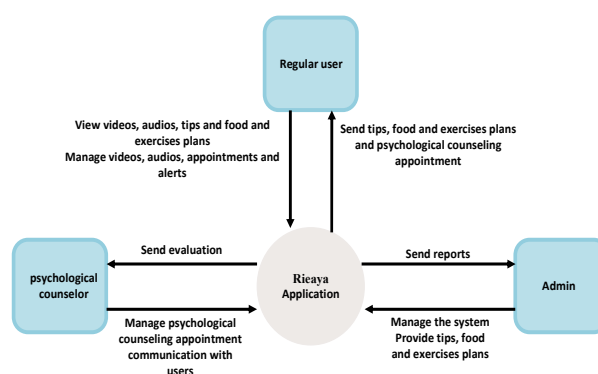 Regular user
View videos, audios, tips and food and
exercises plans
Manage videos, audios, appointments and
alerts
Send tips, food and exercises plans
and psychological counseling
appointment
Send evaluation
Send reports
psychological
counselor
Rieaya
Application
Admin
Manage psychological
counseling appointment
communication with
users
Manage the system
Provide tips, food
and exercises plans